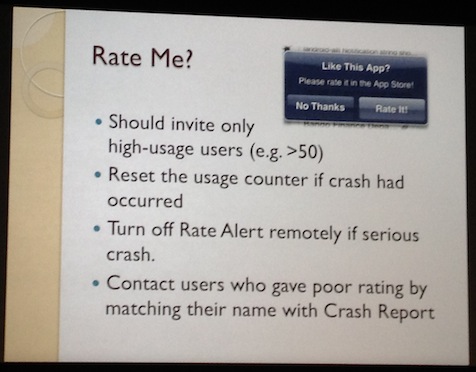 Rate Me?
Like This App?
Please rate it in the App Store!
No Thanks
Rate It!
• Should invite only
high-usage users (e.g. >50)
• Reset the usage counter if crash had
occurred
• Turn off Rate Alert remotely if serious
crash.
• Contact users who gave poor rating by
matching their name with Crash Report